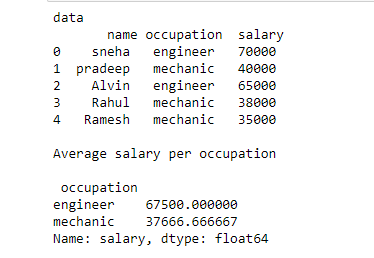 data
name occupation salary
0 sneha engineer 70000
1 pradeep mechanic 40000
2 Alvin engineer 65000
3 Rahul mechanic 38000
4 Ramesh mechanic 35000
Average salary per occupation
occupation
engineer 67500.000000
mechanic 37666.666667
Name: salary, dtype: float64